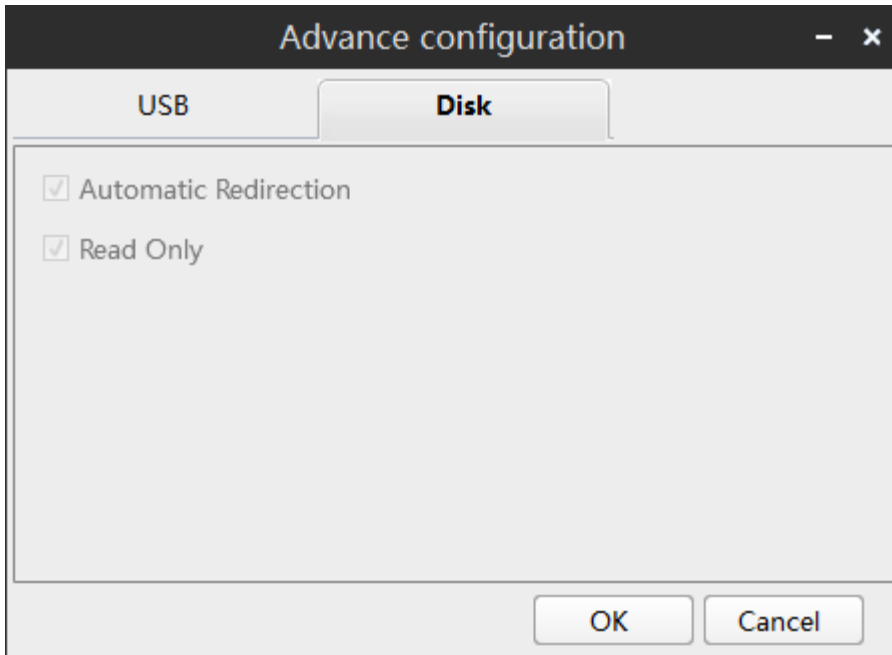 Advance configuration
USB
Disk
Automatic Redirection
Read Only
OK
Cancel